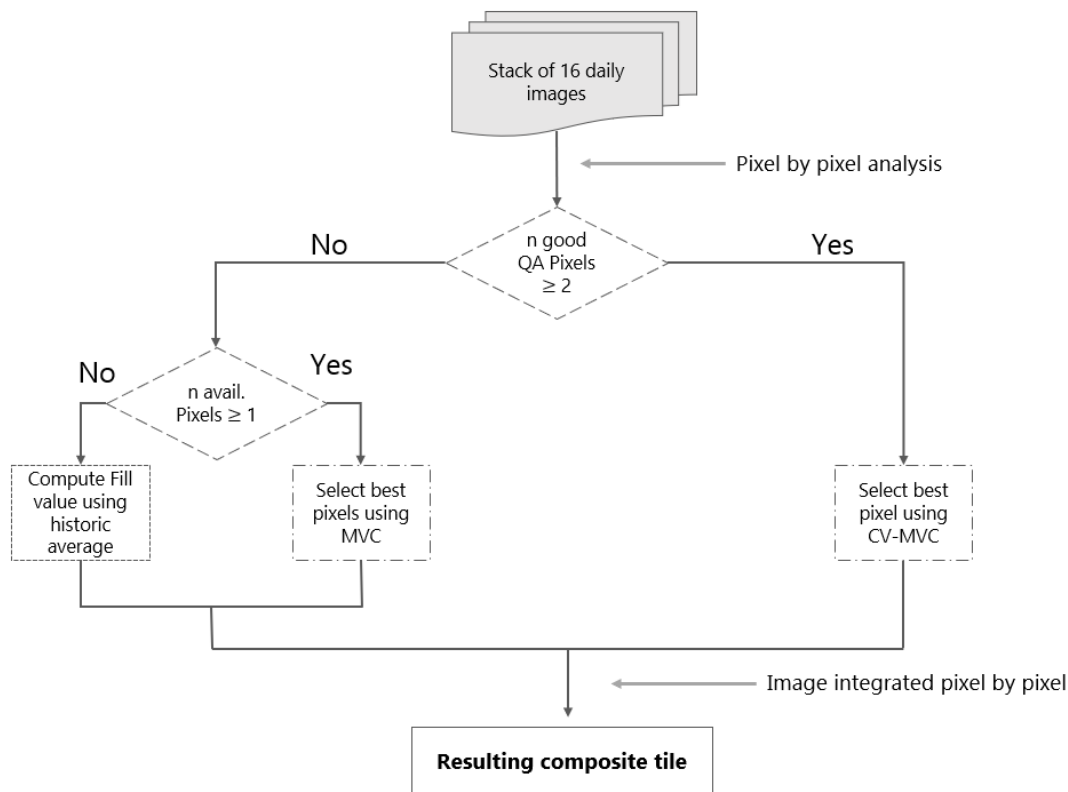 Stack of 16 daily
images
Pixel by pixel analysis
No
n good
QA Pixels
≥ 2
Yes
No
n avail.
Pixels ≥ 1
Yes
Compute Fill
value using
historic
average
Select best
pixels using
MVC
Select best
pixel using
CV-MVC
Image integrated pixel by pixel
Resulting composite tile